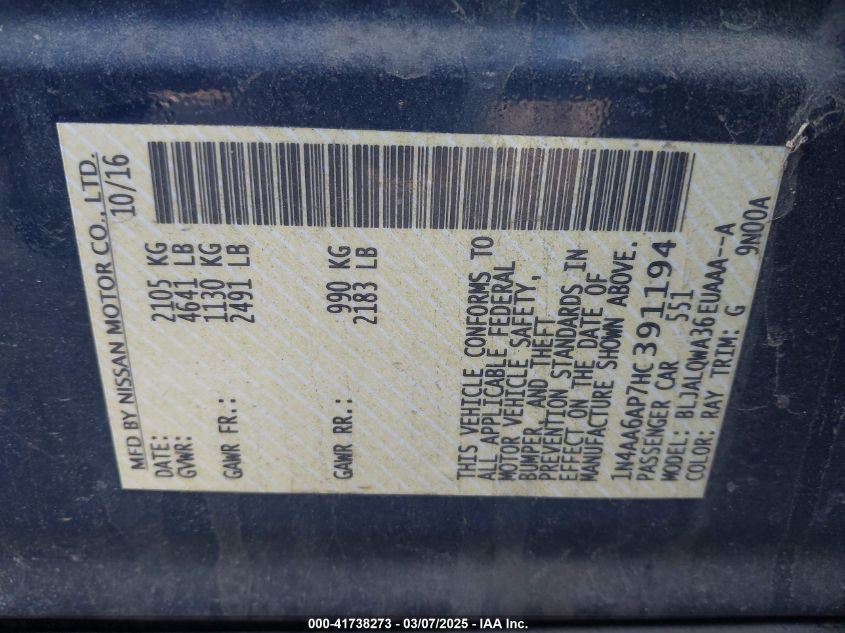 MFD BY NISSAN MOTOR CO., LTD.
DATE: 10/16
GVWR: 2105 KG
4641 LB
GAWR FR.: 1130 KG
2491 LB
GAWR RR.: 990 KG
2183 LB
THIS VEHICLE CONFORMS TO
ALL APPLICABLE FEDERAL
MOTOR VEHICLE SAFETY,
BUMPER, AND THEFT
PREVENTION STANDARDS IN
EFFECT ON THE DATE OF
MANUFACTURE SHOWN ABOVE.
1N4AA6AP7HC391194
PASSENGER CAR 551
MODEL: BLJALQWA36EUAAA--A
COLOR: RAY TRIM: G 9N00A
000-41738273 - 03/07/2025 - IAA Inc.